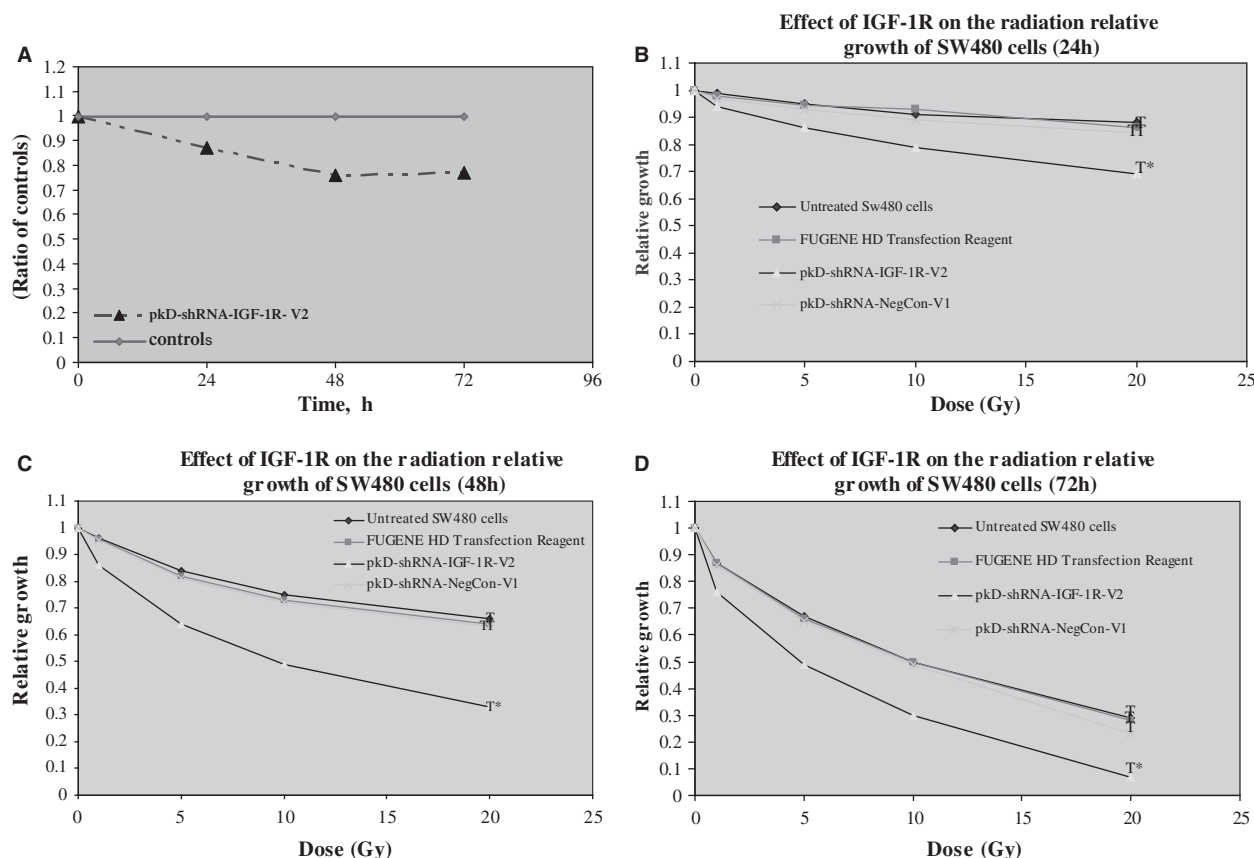 A
1.2
1.1
1
0.9
0.8
0.7
0.6
0.5
0.4
0.3
0.2
0.1
0
(Ratio of controls)
pkD-shRNA-IGF-1R- V2
controls
0 24 48 72 96
Time, h
B
Effect of IGF-1R on the radiation relative
growth of SW480 cells (24h)
1.1
1
0.9
0.8
0.7
0.6
0.5
0.4
0.3
0.2
0.1
0
Relative growth
T
TT
T*
Untreated Sw480 cells
FUGENE HD Transfection Reagent
pkD-shRNA-IGF-1R-V2
pkD-shRNA-NegCon-V1
0 5 10 15 20 25
Dose (Gy)
C
Effect of IGF-1R on the radiation relative
growth of SW480 cells (48h)
1.1
1
0.9
0.8
0.7
0.6
0.5
0.4
0.3
0.2
0.1
0
Relative growth
Untreated SW480 cells
FUGENE HD Transfection Reagent
pkD-shRNA-IGF-1R-V2
pkD-shRNA-NegCon-V1
T
TT
T*
0 5 10 15 20 25
Dose (Gy)
D
Effect of IGF-1R on the radiation relative
growth of SW480 cells (72h)
1.1
1
0.9
0.8
0.7
0.6
0.5
0.4
0.3
0.2
0.1
0
Relative growth
Untreated SW480 cells
FUGENE HD Transfection Reagent
pkD-shRNA-IGF-1R-V2
pkD-shRNA-NegCon-V1
T
T
T
T*
0 5 10 15 20 25
Dose (Gy)